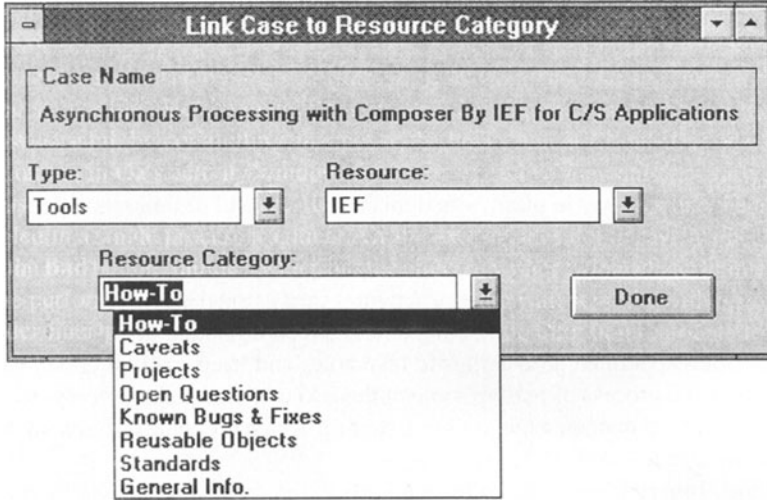 Link Case to Resource Category
Case Name
Asynchronous Processing with Composer By IEF for C/S Applications
Type:
Resource:
Tools
IEF
Resource Category:
How-To
Done
How-To
Caveats
Projects
Open Questions
Known Bugs & Fixes
Reusable Objects
Standards
General Info.